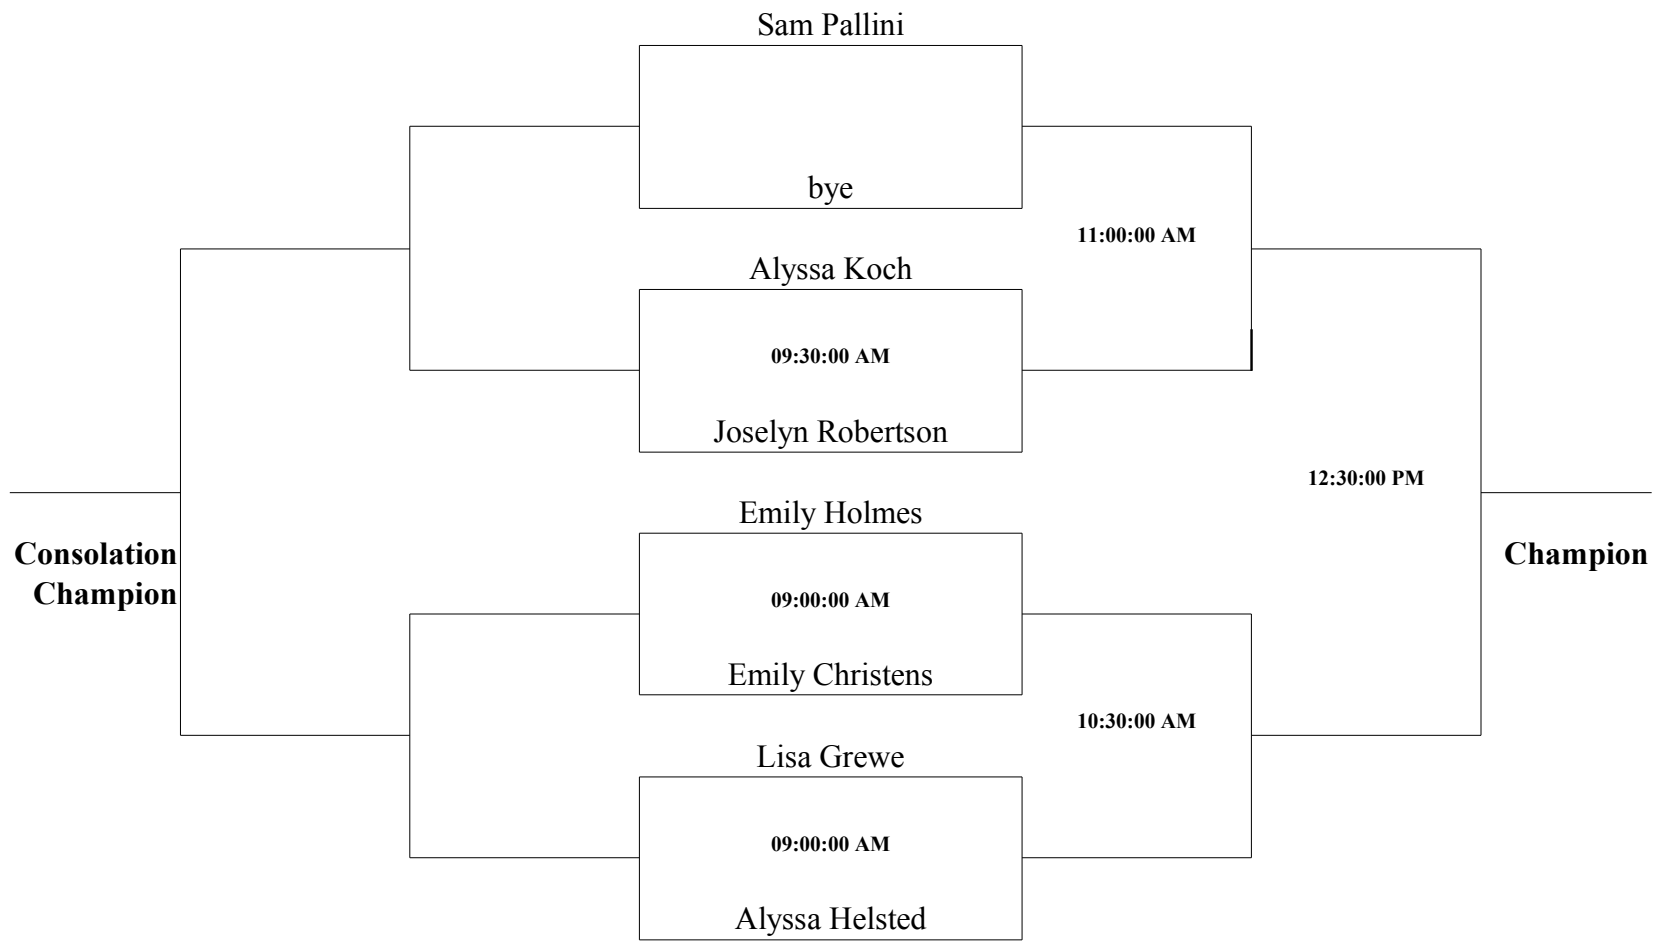 Sam Pallini
bye
11:00:00 AM
Alyssa Koch
09:30:00 AM
Joselyn Robertson
12:30:00 PM
Emily Holmes
Consolation
Champion
Champion
09:00:00 AM
Emily Christens
10:30:00 AM
Lisa Grewe
09:00:00 AM
Alyssa Helsted